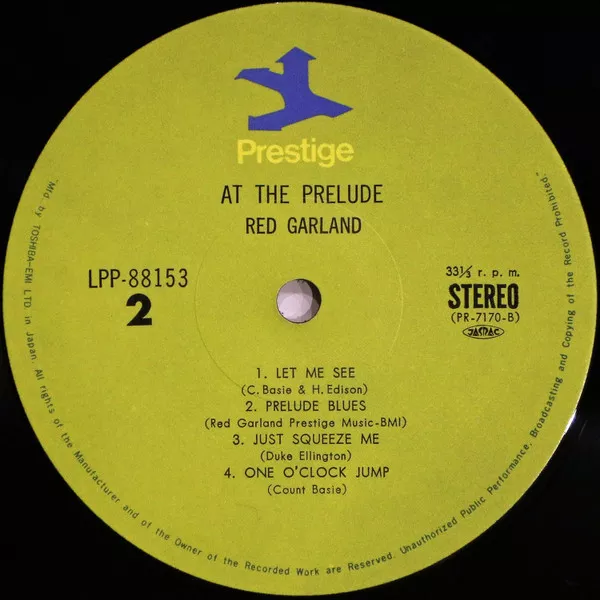 Prestige
AT THE PRELUDE
RED GARLAND
LPP-88153
2
33⅓ r. p. m.
STEREO
(PR-7170-B)
JASRAC
1. LET ME SEE
(C. Basie & H. Edison)
2. PRELUDE BLUES
(Red Garland Prestige Music-BMI)
3. JUST SQUEEZE ME
(Duke Ellington)
4. ONE O'CLOCK JUMP
(Count Basie)
"Mfd. by TOSHIBA-EMI LTD. in Japan. All rights of the Manufacturer and of the Owner of the Recorded Work are Reserved. Unauthorized Public Performance, Broadcasting and Copying of the Record Prohibited."